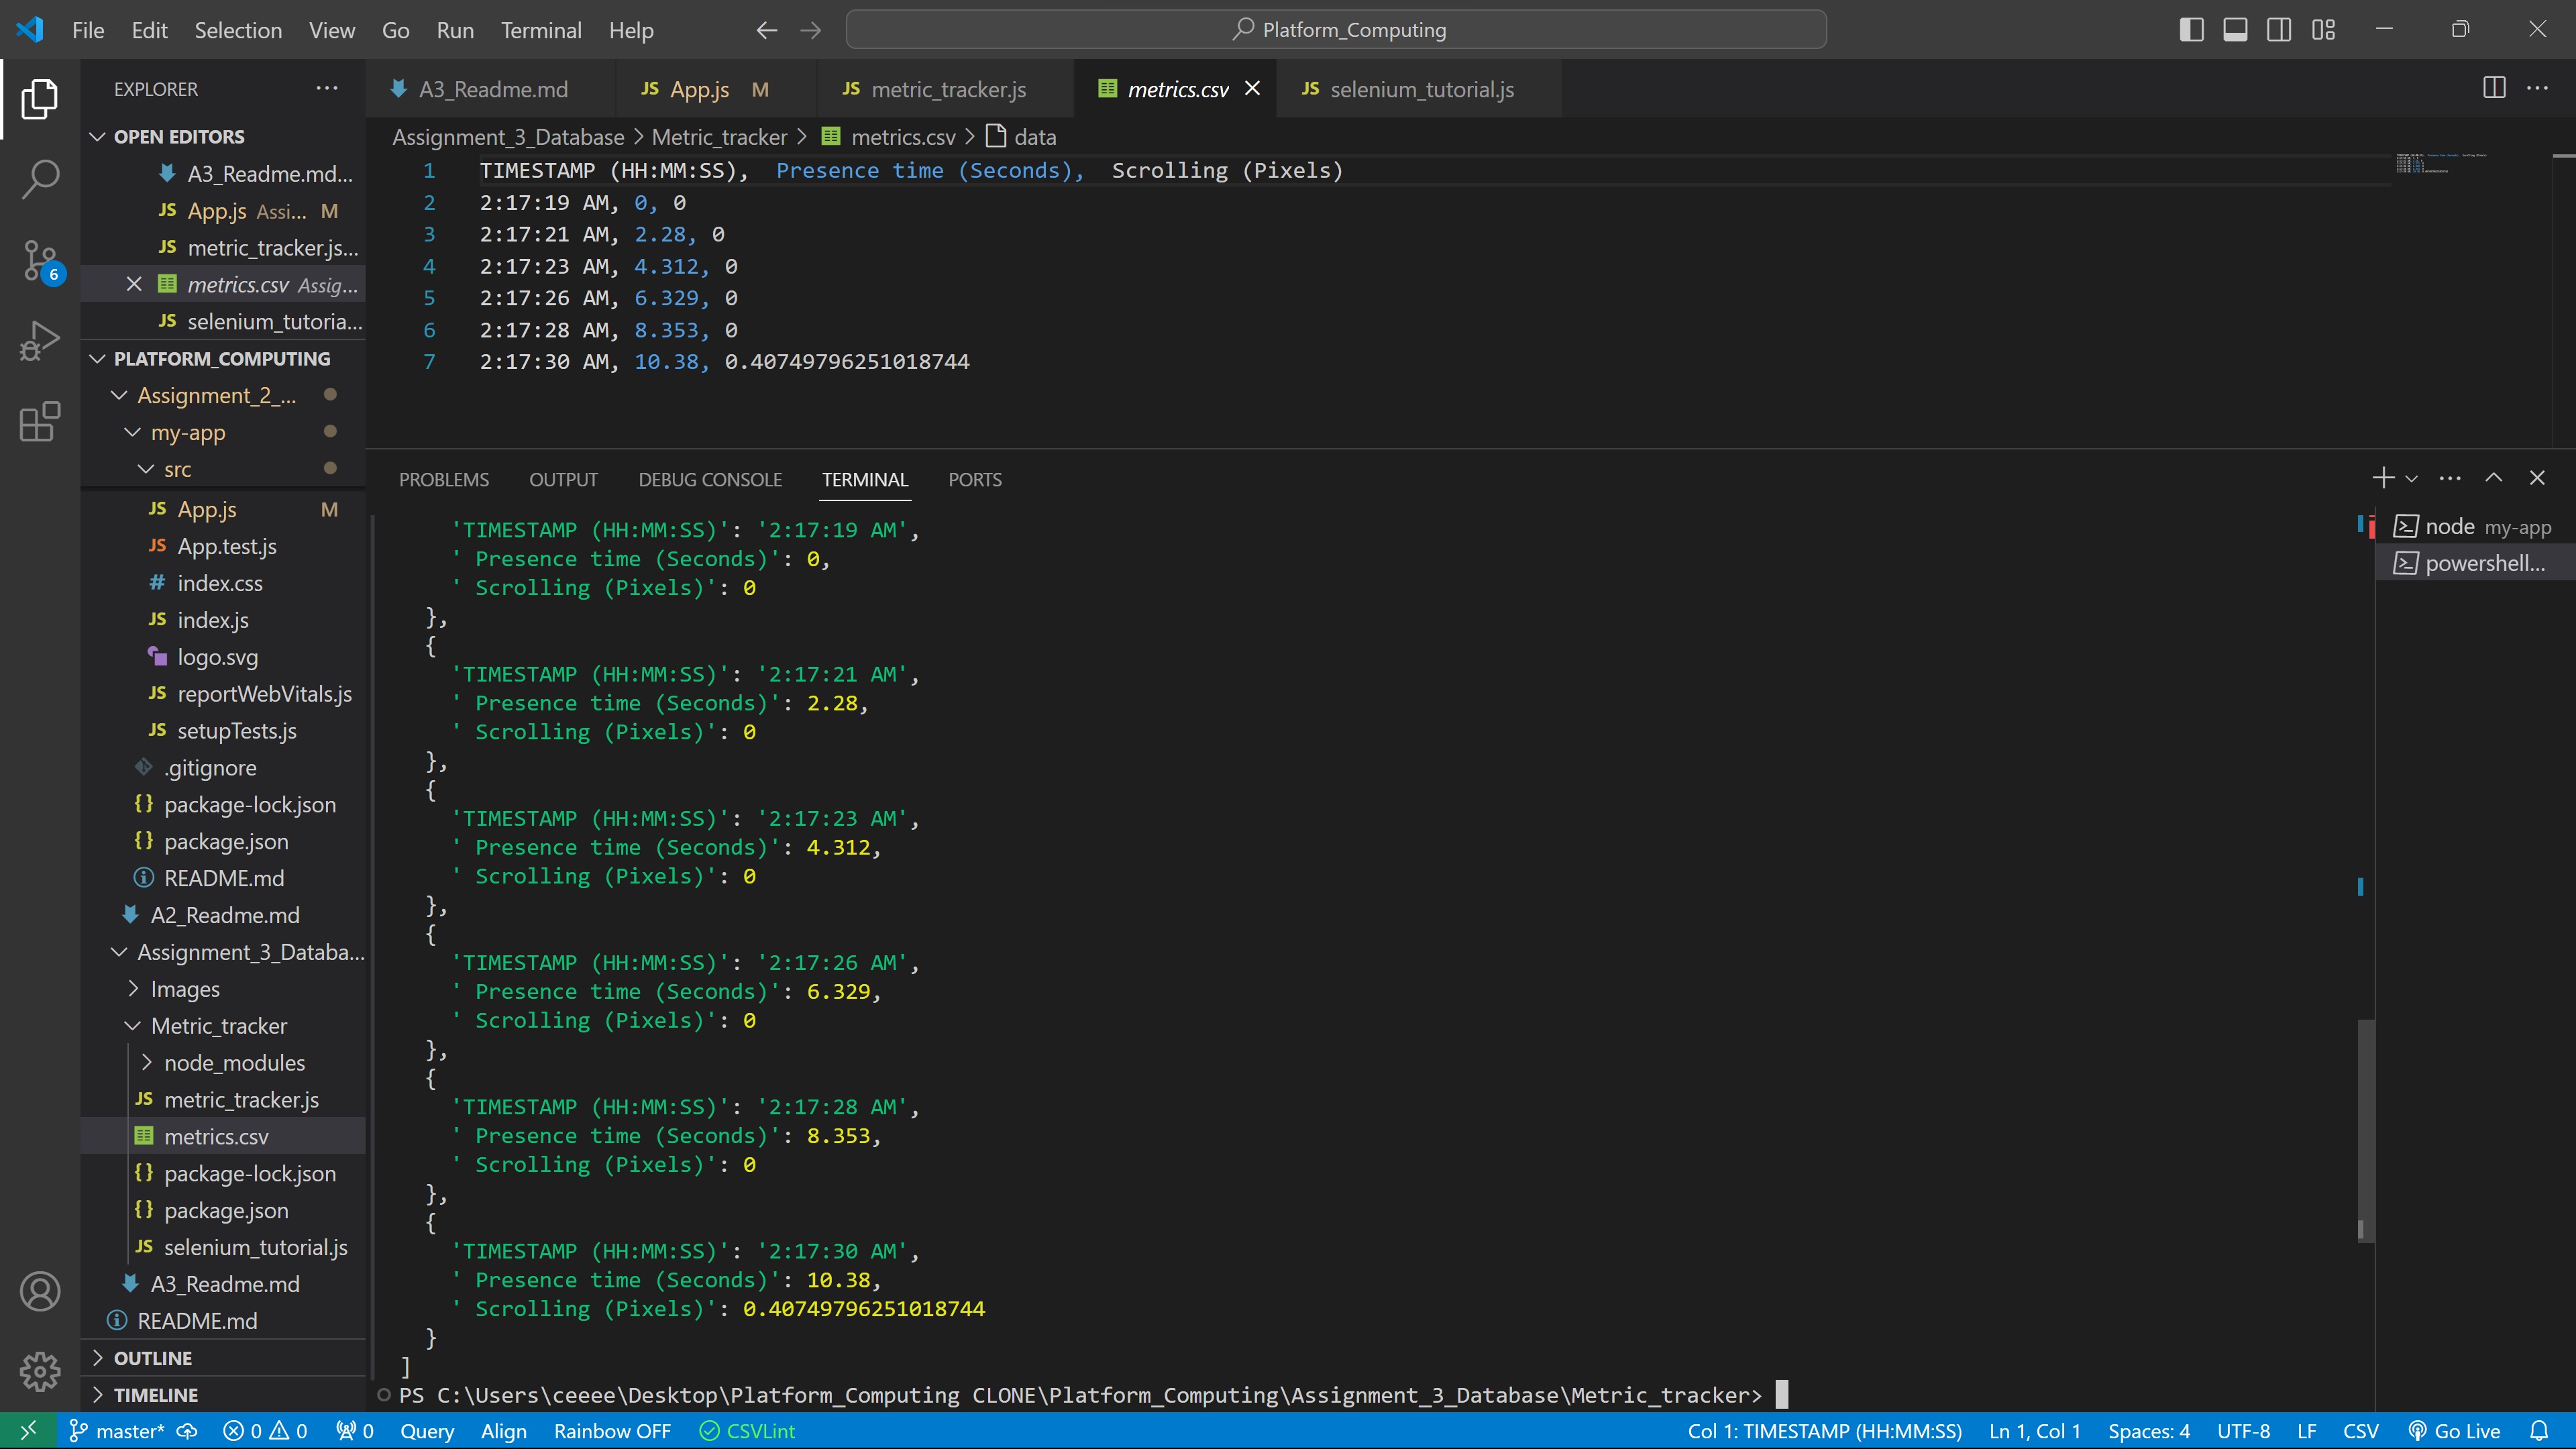 File Edit Selection View Go Run Terminal Help
Platform_Computing
EXPLORER
A3_Readme.md
JS App.js M
JS metric_tracker.js
metrics.csv
JS selenium_tutorial.js
OPEN EDITORS
A3_Readme.md...
JS App.js Assi... M
JS metric_tracker.js...
metrics.csv Assig...
JS selenium_tutoria...
6
PLATFORM_COMPUTING
Assignment_2_...
my-app
src
JS App.js M
JS App.test.js
# index.css
JS index.js
logo.svg
JS reportWebVitals.js
JS setupTests.js
.gitignore
{} package-lock.json
{} package.json
README.md
A2_Readme.md
Assignment_3_Databa...
Images
Metric_tracker
node_modules
JS metric_tracker.js
metrics.csv
{} package-lock.json
{} package.json
JS selenium_tutorial.js
A3_Readme.md
README.md
OUTLINE
TIMELINE
Assignment_3_Database > Metric_tracker > metrics.csv > data
1 TIMESTAMP (HH:MM:SS), Presence time (Seconds), Scrolling (Pixels)
2 2:17:19 AM, 0, 0
3 2:17:21 AM, 2.28, 0
4 2:17:23 AM, 4.312, 0
5 2:17:26 AM, 6.329, 0
6 2:17:28 AM, 8.353, 0
7 2:17:30 AM, 10.38, 0.40749796251018744
PROBLEMS OUTPUT DEBUG CONSOLE TERMINAL PORTS
node my-app
powershell...
'TIMESTAMP (HH:MM:SS)': '2:17:19 AM',
' Presence time (Seconds)': 0,
' Scrolling (Pixels)': 0
},
{
'TIMESTAMP (HH:MM:SS)': '2:17:21 AM',
' Presence time (Seconds)': 2.28,
' Scrolling (Pixels)': 0
},
{
'TIMESTAMP (HH:MM:SS)': '2:17:23 AM',
' Presence time (Seconds)': 4.312,
' Scrolling (Pixels)': 0
},
{
'TIMESTAMP (HH:MM:SS)': '2:17:26 AM',
' Presence time (Seconds)': 6.329,
' Scrolling (Pixels)': 0
},
{
'TIMESTAMP (HH:MM:SS)': '2:17:28 AM',
' Presence time (Seconds)': 8.353,
' Scrolling (Pixels)': 0
},
{
'TIMESTAMP (HH:MM:SS)': '2:17:30 AM',
' Presence time (Seconds)': 10.38,
' Scrolling (Pixels)': 0.40749796251018744
}
]
PS C:\Users\ceeee\Desktop\Platform_Computing CLONE\Platform_Computing\Assignment_3_Database\Metric_tracker>
master* 0 0 0 Query Align Rainbow OFF CSVLint
Col 1: TIMESTAMP (HH:MM:SS) Ln 1, Col 1 Spaces: 4 UTF-8 LF CSV Go Live